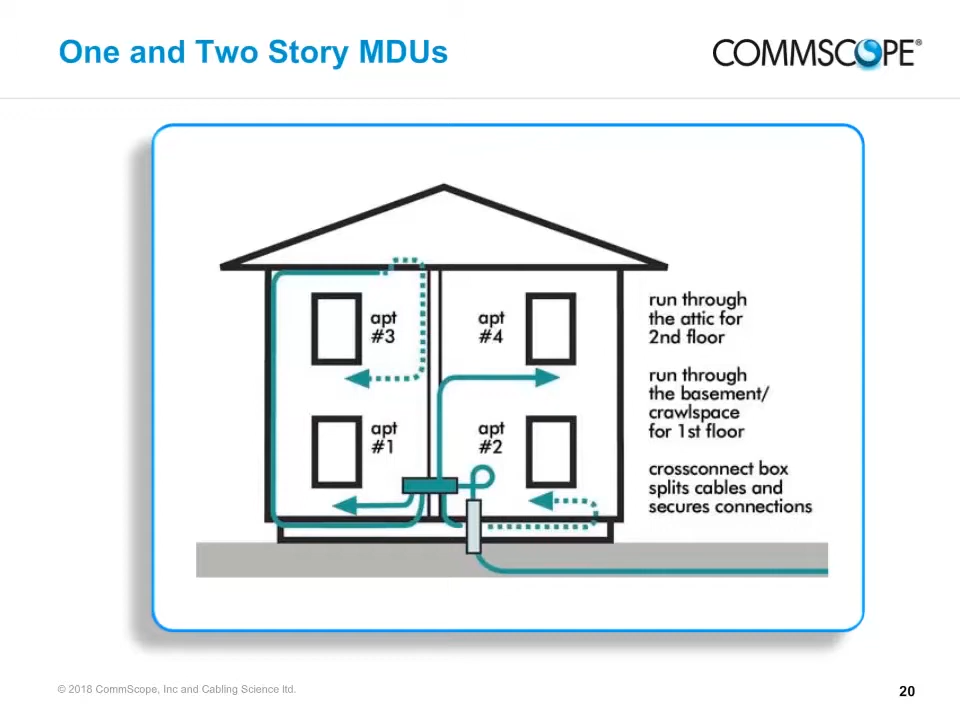 One and Two Story MDUs
COMMSCOPE®
apt
#3
apt
#4
apt
#1
apt
#2
run through
the attic for
2nd floor
run through
the basement/
crawlspace
for 1st floor
crossconnect box
splits cables and
secures connections
© 2018 CommScope, Inc and Cabling Science ltd.
20